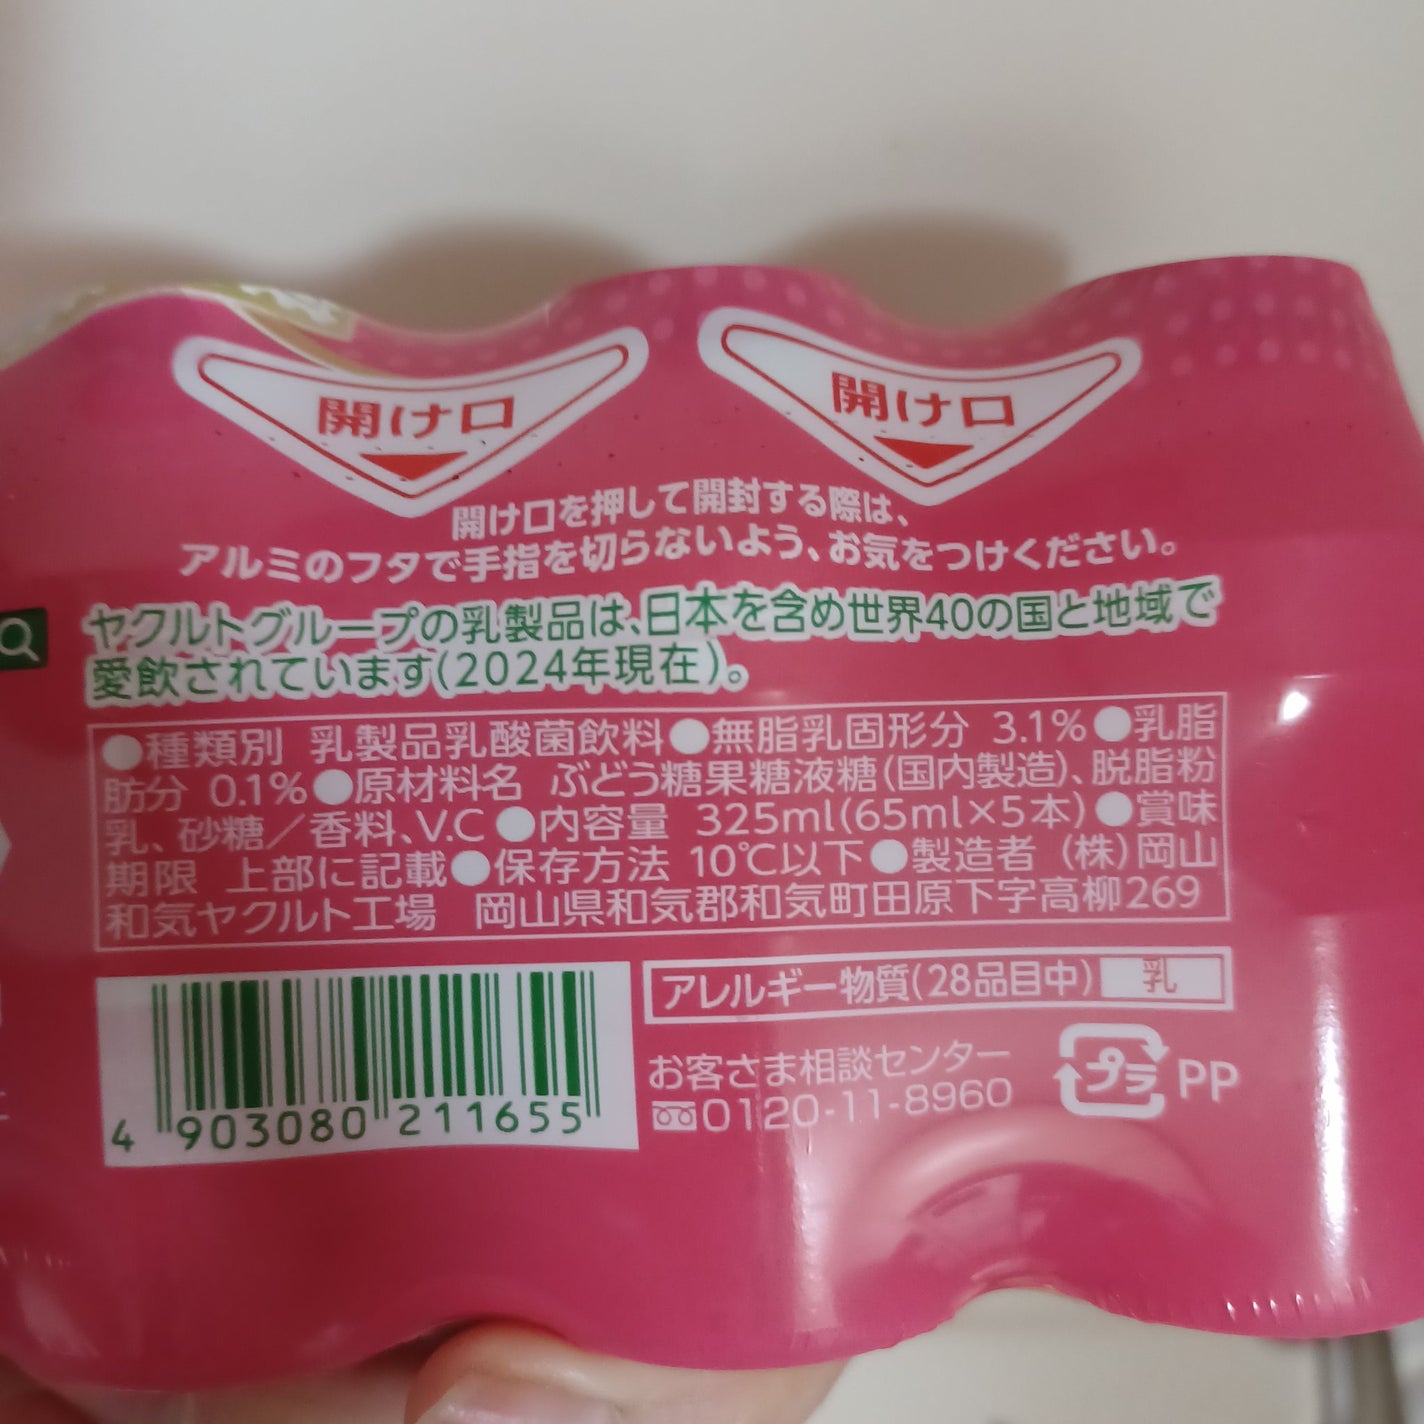 開け口
開け口
開け口を押して開封する際は、
アルミのフタで手指を切らないよう、お気をつけください。
ヤクルトグループの乳製品は、日本を含め世界40の国と地域で
愛飲されています(2024年現在)。
●種類別 乳製品乳酸菌飲料●無脂乳固形分 3.1%●乳脂
肪分 0.1%●原材料名 ぶどう糖果糖液糖(国内製造)、脱脂粉
乳、砂糖／香料、V.C●内容量 325ml(65ml×5本)●賞味
期限 上部に記載●保存方法 10℃以下●製造者 (株)岡山
和気ヤクルト工場 岡山県和気郡和気町田原下字高柳269
アレルギー物質(28品目中) 乳
お客さま相談センター
0120-11-8960
プラ PP
4 903080 211655